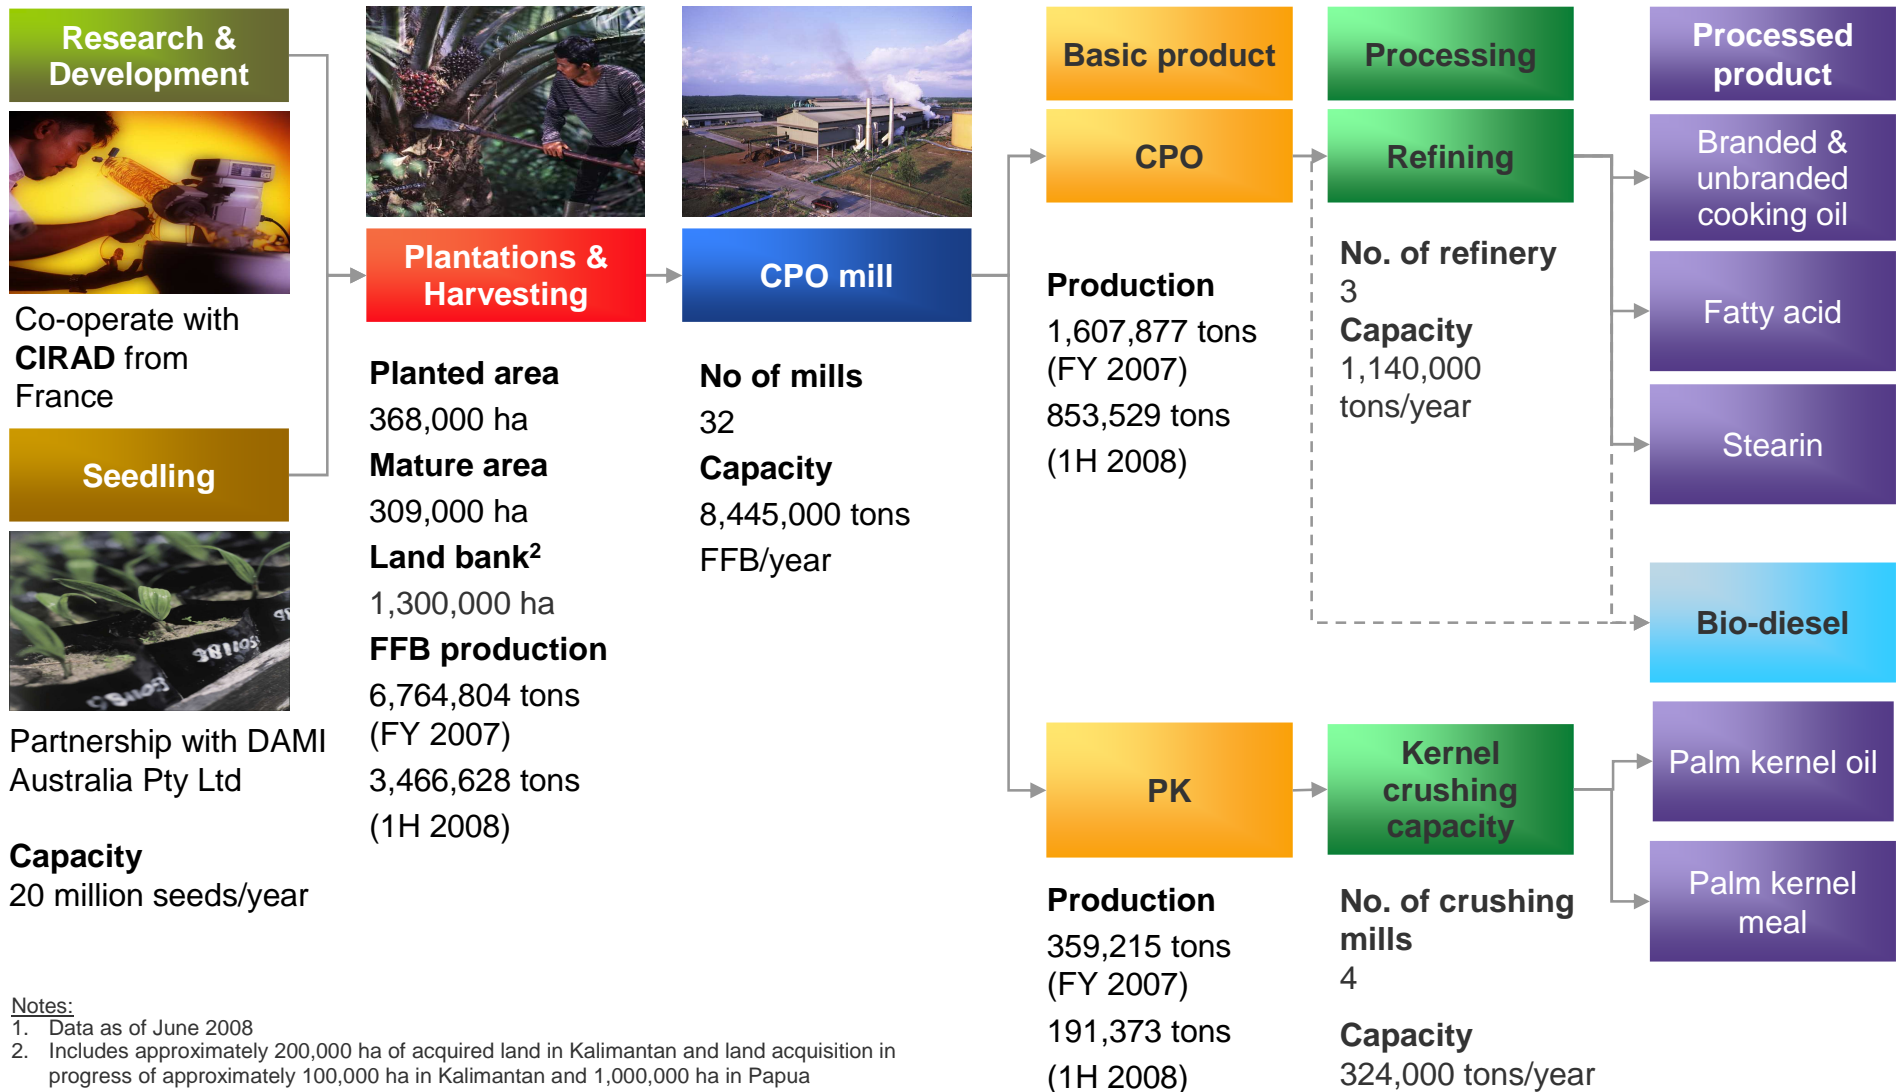 Research &
Development
Co-operate with
CIRAD from
France
Seedling
Partnership with DAMI
Australia Pty Ltd
Capacity
20 million seeds/year
Plantations &
Harvesting
Planted area
368,000 ha
Mature area
309,000 ha
Land bank²
1,300,000 ha
FFB production
6,764,804 tons
(FY 2007)
3,466,628 tons
(1H 2008)
CPO mill
No of mills
32
Capacity
8,445,000 tons
FFB/year
Basic product
CPO
Production
1,607,877 tons
(FY 2007)
853,529 tons
(1H 2008)
PK
Production
359,215 tons
(FY 2007)
191,373 tons
(1H 2008)
Processing
Refining
No. of refinery
3
Capacity
1,140,000
tons/year
Kernel
crushing
capacity
No. of crushing
mills
4
Capacity
324,000 tons/year
Processed
product
Branded &
unbranded
cooking oil
Fatty acid
Stearin
Bio-diesel
Palm kernel oil
Palm kernel
meal
Notes:
1. Data as of June 2008
2. Includes approximately 200,000 ha of acquired land in Kalimantan and land acquisition in
progress of approximately 100,000 ha in Kalimantan and 1,000,000 ha in Papua